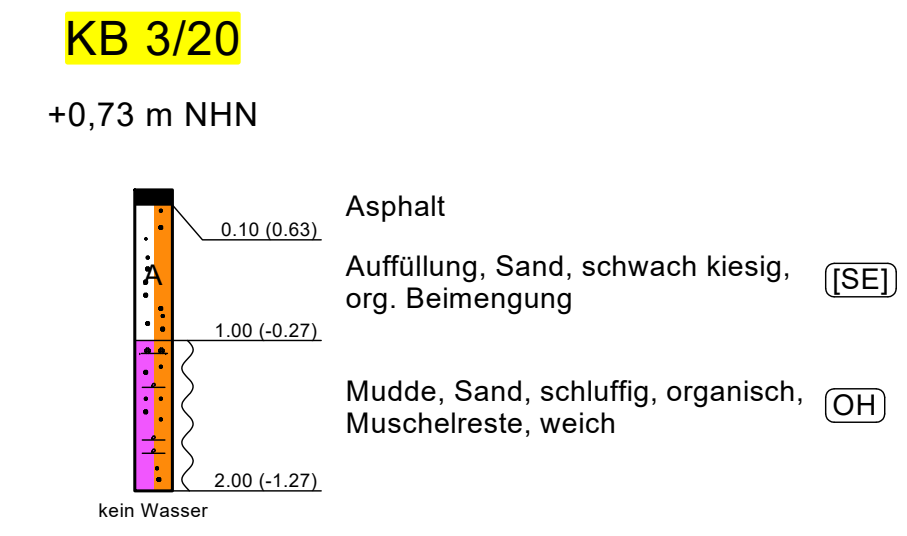 KB 3/20
+0,73 m NHN
Asphalt
0.10 (0.63)
A
Auffüllung, Sand, schwach kiesig,
org. Beimengung
[SE]
1.00 (-0.27)
Mudde, Sand, schluffig, organisch,
Muschelreste, weich
OH
2.00 (-1.27)
kein Wasser